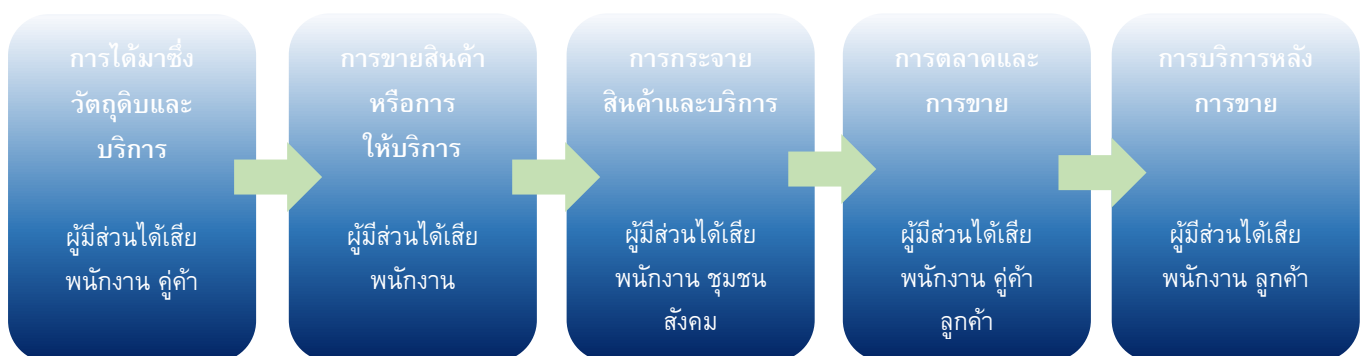 การได้มาซึ่ง
วัตถุดิบและ
บริการ
ผู้มีส่วนได้เสีย
พนักงาน คู่ค้า
การขายสินค้า
หรือการ
ให้บริการ
ผู้มีส่วนได้เสีย
พนักงาน
การกระจาย
สินค้าและบริการ
ผู้มีส่วนได้เสีย
พนักงาน ชุมชน
สังคม
การตลาดและ
การขาย
ผู้มีส่วนได้เสีย
พนักงาน คู่ค้า
ลูกค้า
การบริการหลัง
การขาย
ผู้มีส่วนได้เสีย
พนักงาน ลูกค้า